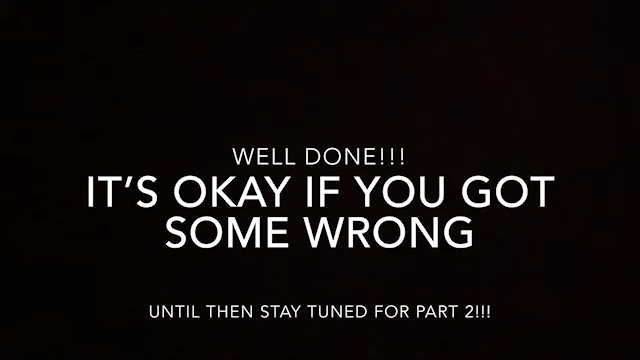 WELL DONE!!!
IT’S OKAY IF YOU GOT
SOME WRONG
UNTIL THEN STAY TUNED FOR PART 2!!!